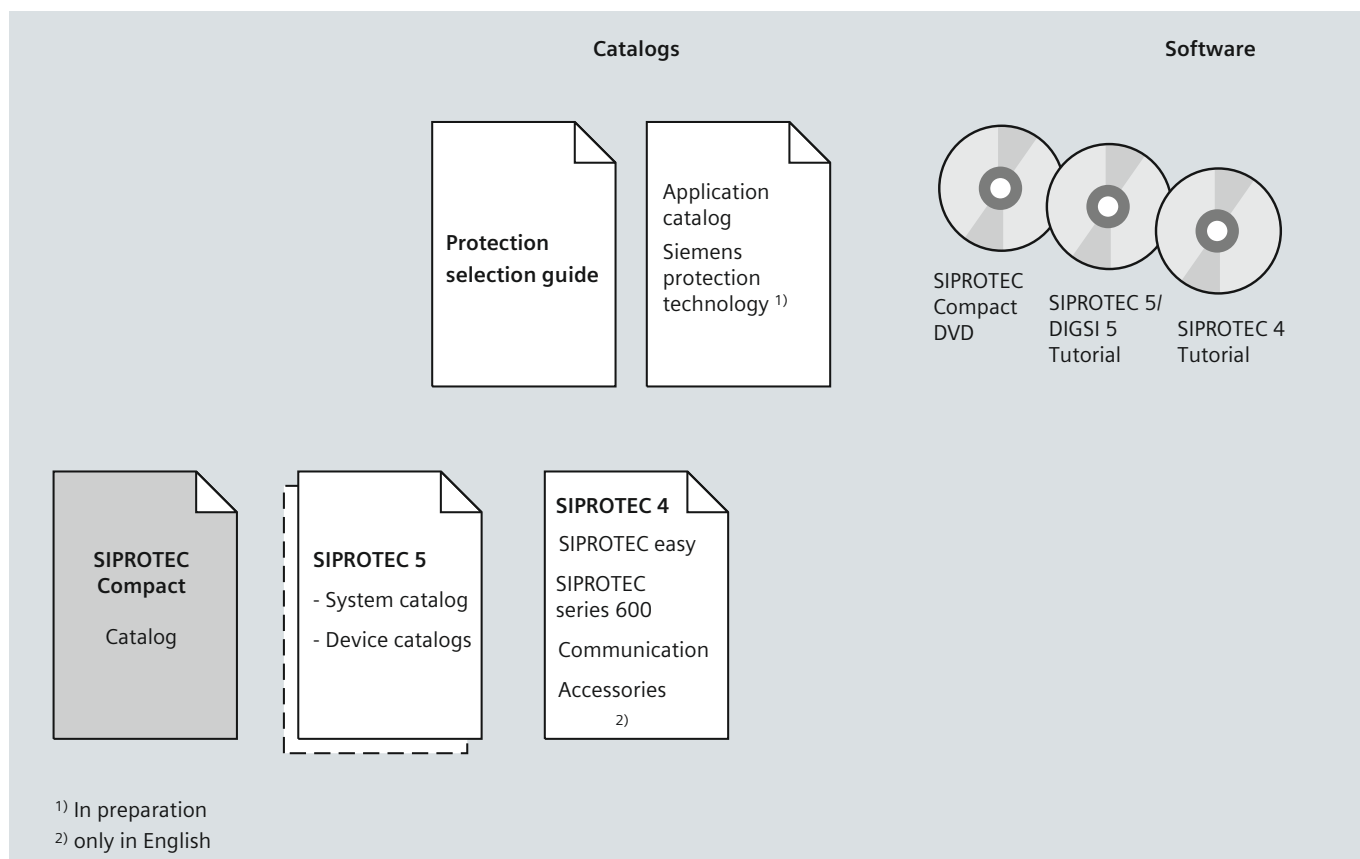 Catalogs
Software
Protection
selection guide
Application
catalog
Siemens
protection
technology 1)
SIPROTEC
Compact
DVD
SIPROTEC 5/
DIGSI 5
Tutorial
SIPROTEC 4
Tutorial
SIPROTEC
Compact
Catalog
SIPROTEC 5
- System catalog
- Device catalogs
SIPROTEC 4
SIPROTEC easy
SIPROTEC
series 600
Communication
Accessories
2)
1) In preparation
2) only in English